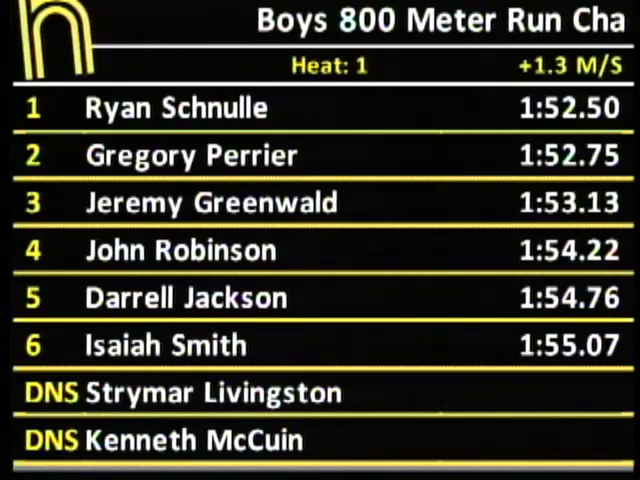 n
Boys 800 Meter Run Cha
Heat: 1 +1.3 M/S
1 Ryan Schnulle 1:52.50
2 Gregory Perrier 1:52.75
3 Jeremy Greenwald 1:53.13
4 John Robinson 1:54.22
5 Darrell Jackson 1:54.76
6 Isaiah Smith 1:55.07
DNS Strymar Livingston
DNS Kenneth McCuin